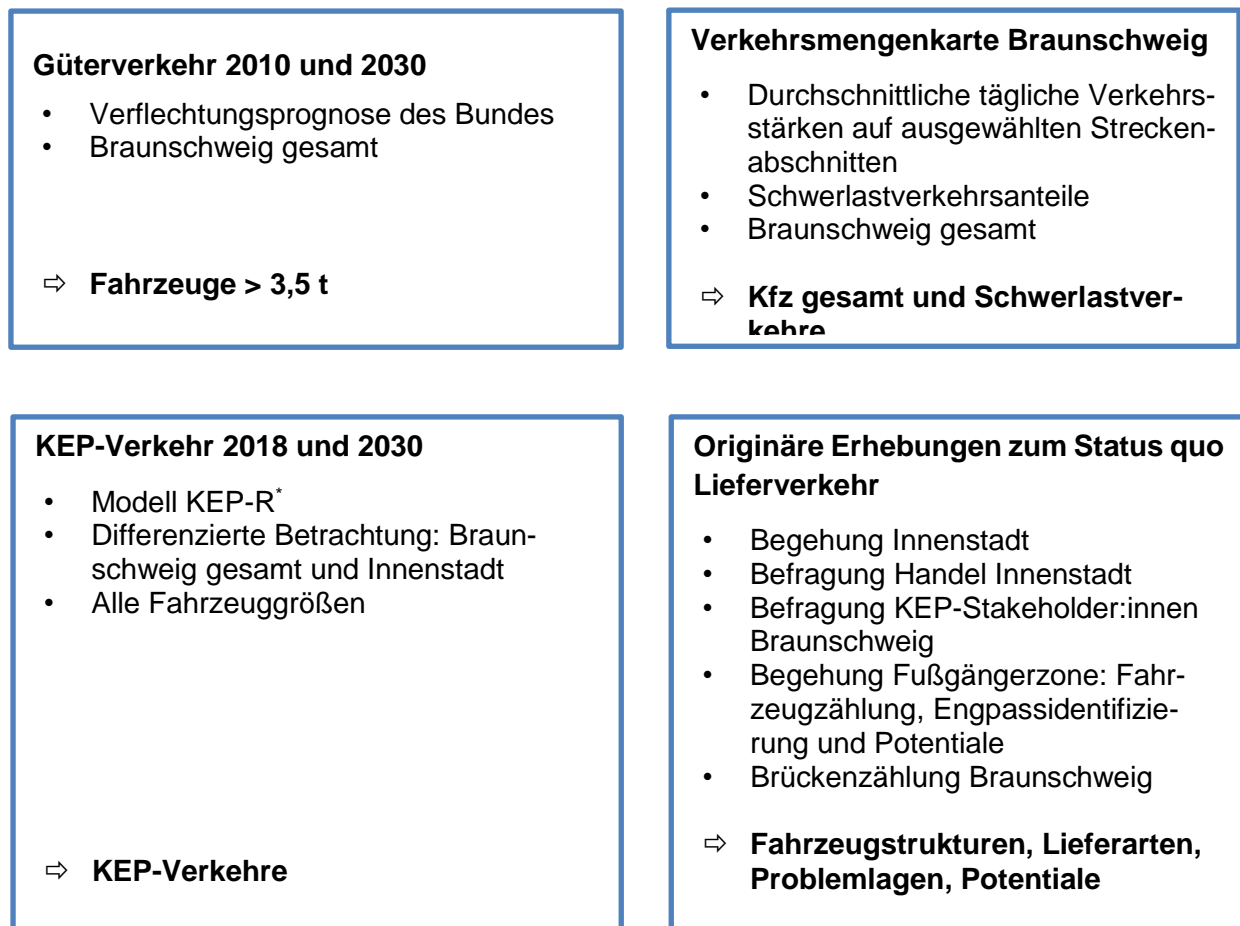 Güterverkehr 2010 und 2030
• Verflechtungsprognose des Bundes
• Braunschweig gesamt
⇨ Fahrzeuge > 3,5 t
Verkehrsmengenkarte Braunschweig
• Durchschnittliche tägliche Verkehrs-
stärken auf ausgewählten Strecken-
abschnitten
• Schwerlastverkehrsanteile
• Braunschweig gesamt
⇨ Kfz gesamt und Schwerlastver-
kehre
KEP-Verkehr 2018 und 2030
• Modell KEP-R*
• Differenzierte Betrachtung: Braun-
schweig gesamt und Innenstadt
• Alle Fahrzeuggrößen
⇨ KEP-Verkehre
Originäre Erhebungen zum Status quo
Lieferverkehr
• Begehung Innenstadt
• Befragung Handel Innenstadt
• Befragung KEP-Stakeholder:innen
Braunschweig
• Begehung Fußgängerzone: Fahr-
zeugzählung, Engpassidentifizie-
rung und Potentiale
• Brückenzählung Braunschweig
⇨ Fahrzeugstrukturen, Lieferarten,
Problemlagen, Potentiale